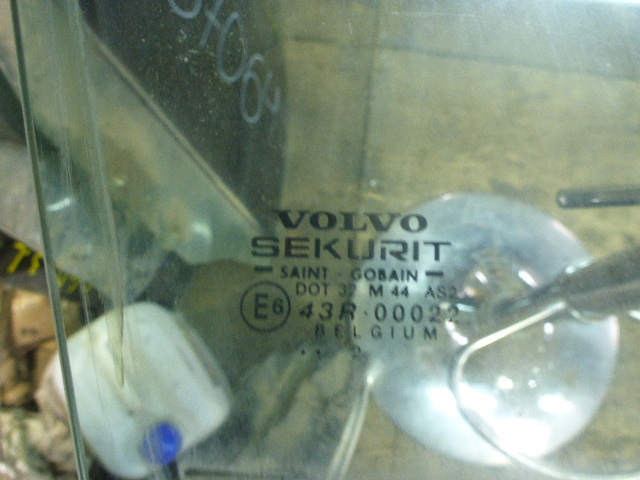 VOLVO
SEKURIT
SAINT - GOBAIN
DOT 32 M 44 AS2
E6 43R-00022
BELGIUM